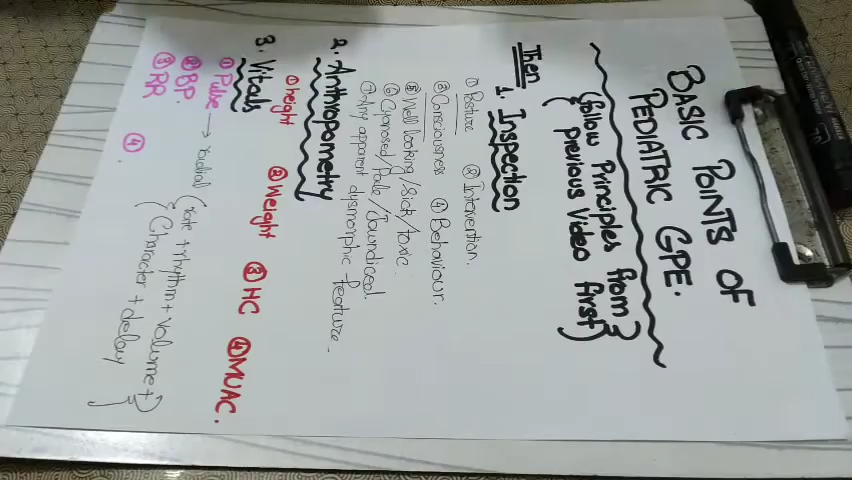 BASIC POINTS OF
PEDIATRIC GPE.
(follow Principles from
previous Video first)
Then
1. Inspection
① Posture ② Intervention.
③ Consciousness ④ Behaviour.
⑤ Well looking/Sick/toxic.
⑥ Cyanosed/Pale/Jaundiced.
⑦ Any apparent dysmorphic feature.
2. Anthropometry
① height ② Weight ③ HC ④ MUAC.
3. Vitals
① Pulse → radial (rate + rhythm + volume +
Character + delay)
② BP.
③ RR
④ .